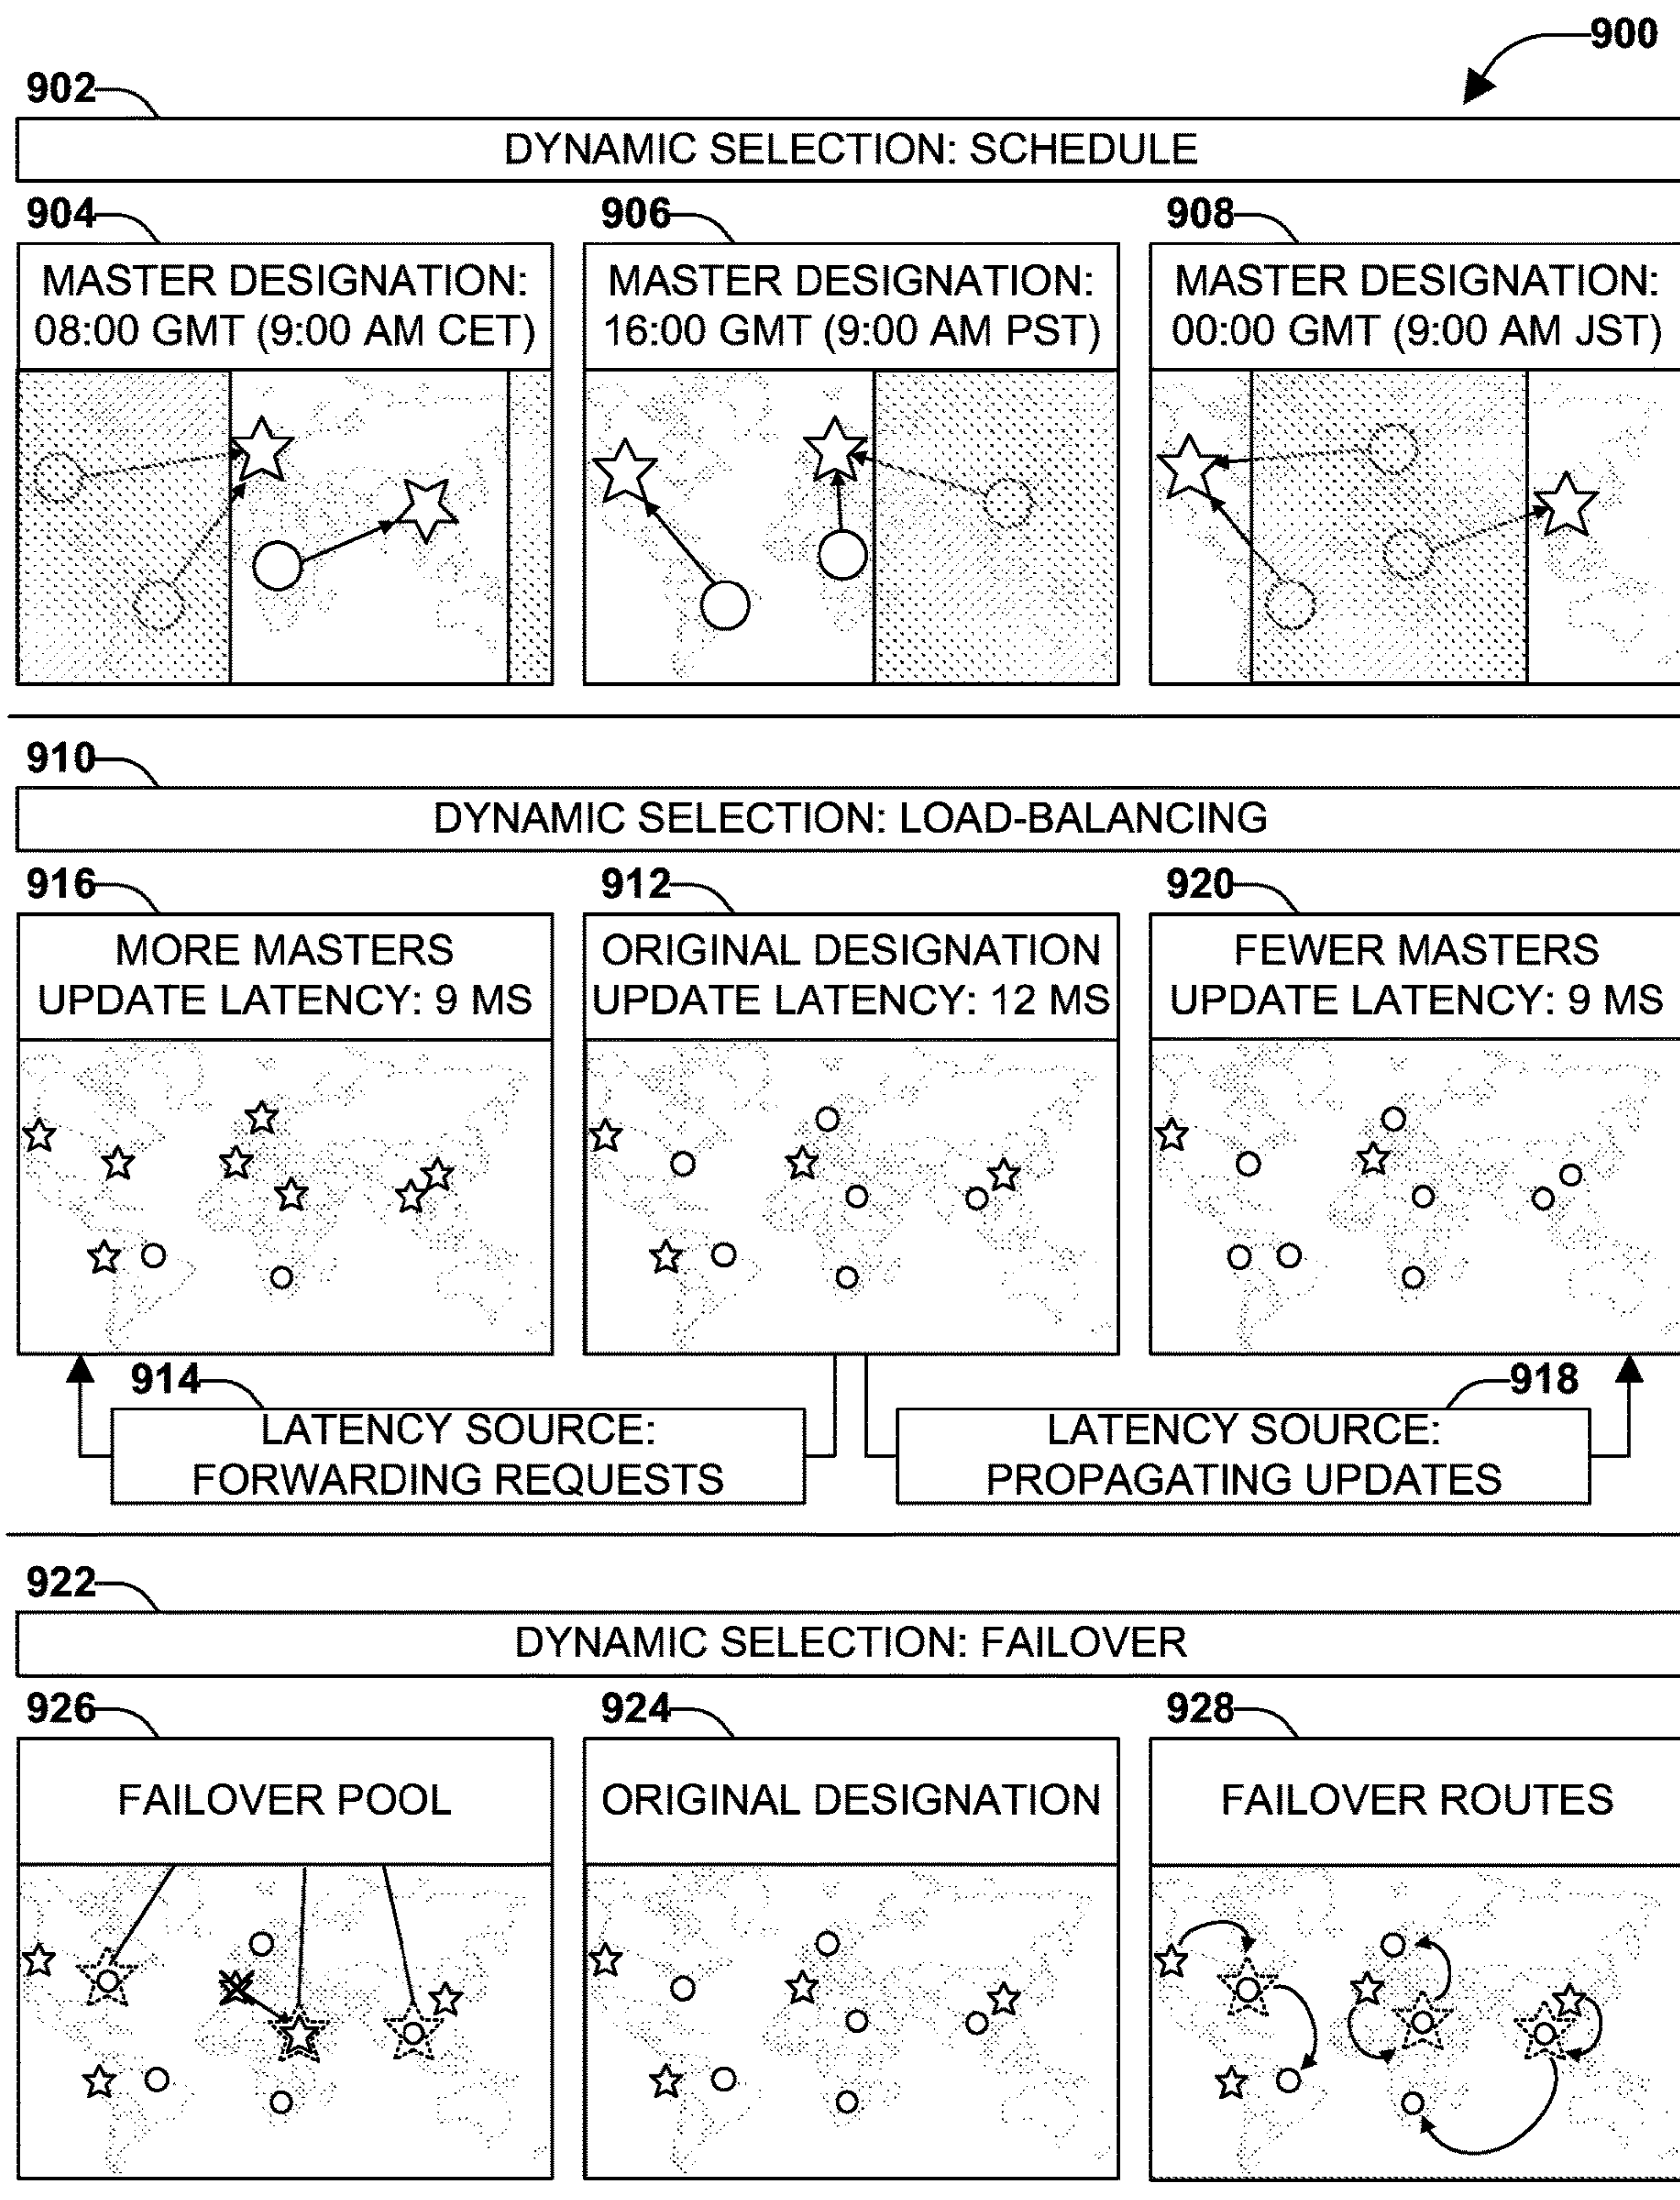 900
902
DYNAMIC SELECTION: SCHEDULE
904
906
908
MASTER DESIGNATION:
08:00 GMT (9:00 AM CET)
MASTER DESIGNATION:
16:00 GMT (9:00 AM PST)
MASTER DESIGNATION:
00:00 GMT (9:00 AM JST)
910
DYNAMIC SELECTION: LOAD-BALANCING
916
912
920
MORE MASTERS
UPDATE LATENCY: 9 MS
ORIGINAL DESIGNATION
UPDATE LATENCY: 12 MS
FEWER MASTERS
UPDATE LATENCY: 9 MS
914
918
LATENCY SOURCE:
FORWARDING REQUESTS
LATENCY SOURCE:
PROPAGATING UPDATES
922
DYNAMIC SELECTION: FAILOVER
926
924
928
FAILOVER POOL
ORIGINAL DESIGNATION
FAILOVER ROUTES